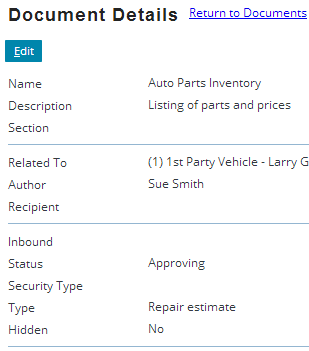 Document Details Return to Documents
Edit
Name Auto Parts Inventory
Description Listing of parts and prices
Section
Related To (1) 1st Party Vehicle - Larry G
Author Sue Smith
Recipient
Inbound
Status Approving
Security Type
Type Repair estimate
Hidden No